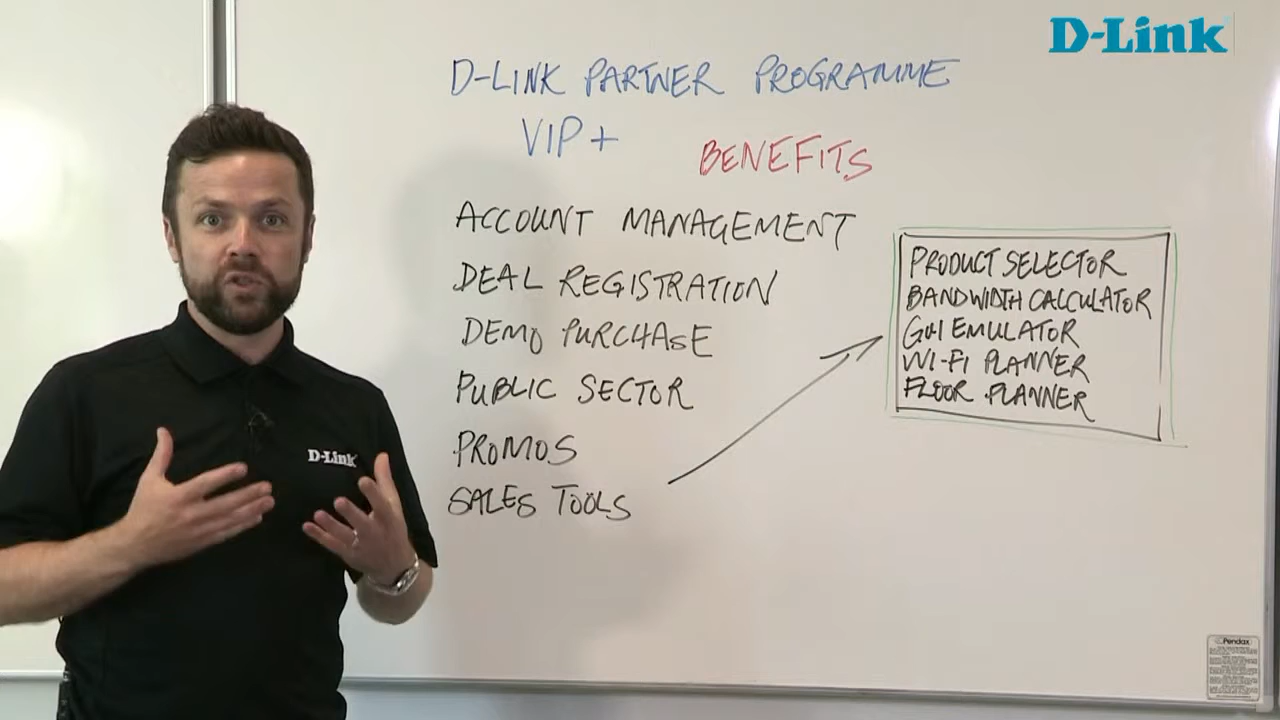 D-Link
D-LINK PARTNER PROGRAMME
VIP+
BENEFITS
ACCOUNT MANAGEMENT
DEAL REGISTRATION
DEMO PURCHASE
PUBLIC SECTOR
PROMOS
SALES TOOLS
PRODUCT SELECTOR
BANDWIDTH CALCULATOR
GUI EMULATOR
WI-FI PLANNER
FLOOR PLANNER
D-Link
Pendax